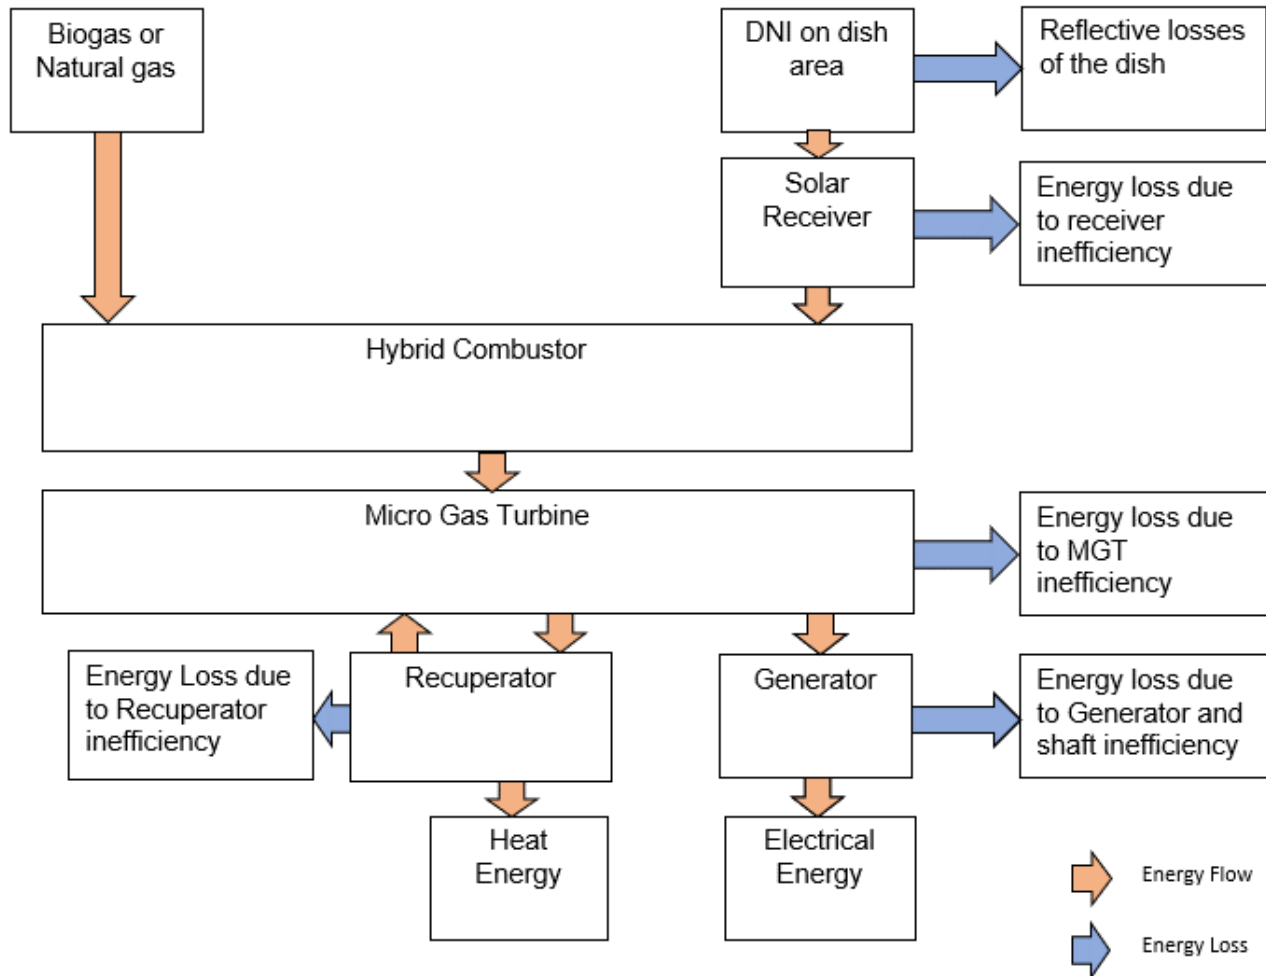 Biogas or
Natural gas
DNI on dish
area
Reflective losses
of the dish
Solar
Receiver
Energy loss due
to receiver
inefficiency
Hybrid Combustor
Micro Gas Turbine
Energy loss due
to MGT
inefficiency
Energy Loss due
to Recuperator
inefficiency
Recuperator
Generator
Energy loss due
to Generator and
shaft inefficiency
Heat
Energy
Electrical
Energy
Energy Flow
Energy Loss